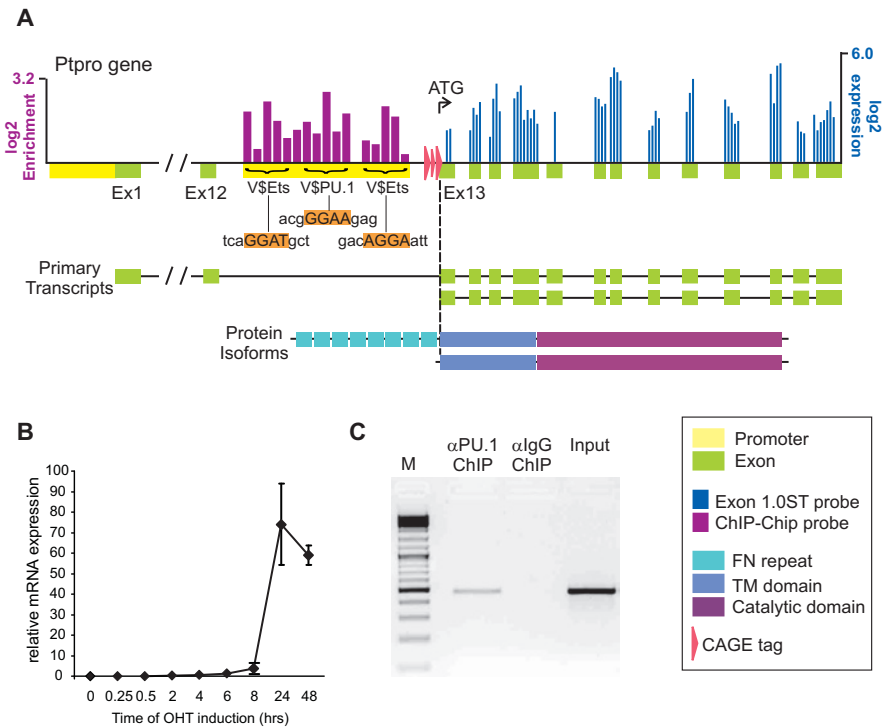 A
Ptpro gene
3.2
log2
Enrichment
ATG
6.0
log2
expression
Ex1
Ex12
V$Ets
V$PU.1
V$Ets
Ex13
acgGGAAgag
tcaGGATgct
gacAGGAatt
Primary
Transcripts
Protein
Isoforms
B
relative mRNA expression
100
90
80
70
60
50
40
30
20
10
0
0 0.25 0.5 2 4 6 8 24 48
Time of OHT induction (hrs)
C
M
αPU.1
ChIP
αIgG
ChIP
Input
Promoter
Exon
Exon 1.0ST probe
ChIP-Chip probe
FN repeat
TM domain
Catalytic domain
CAGE tag